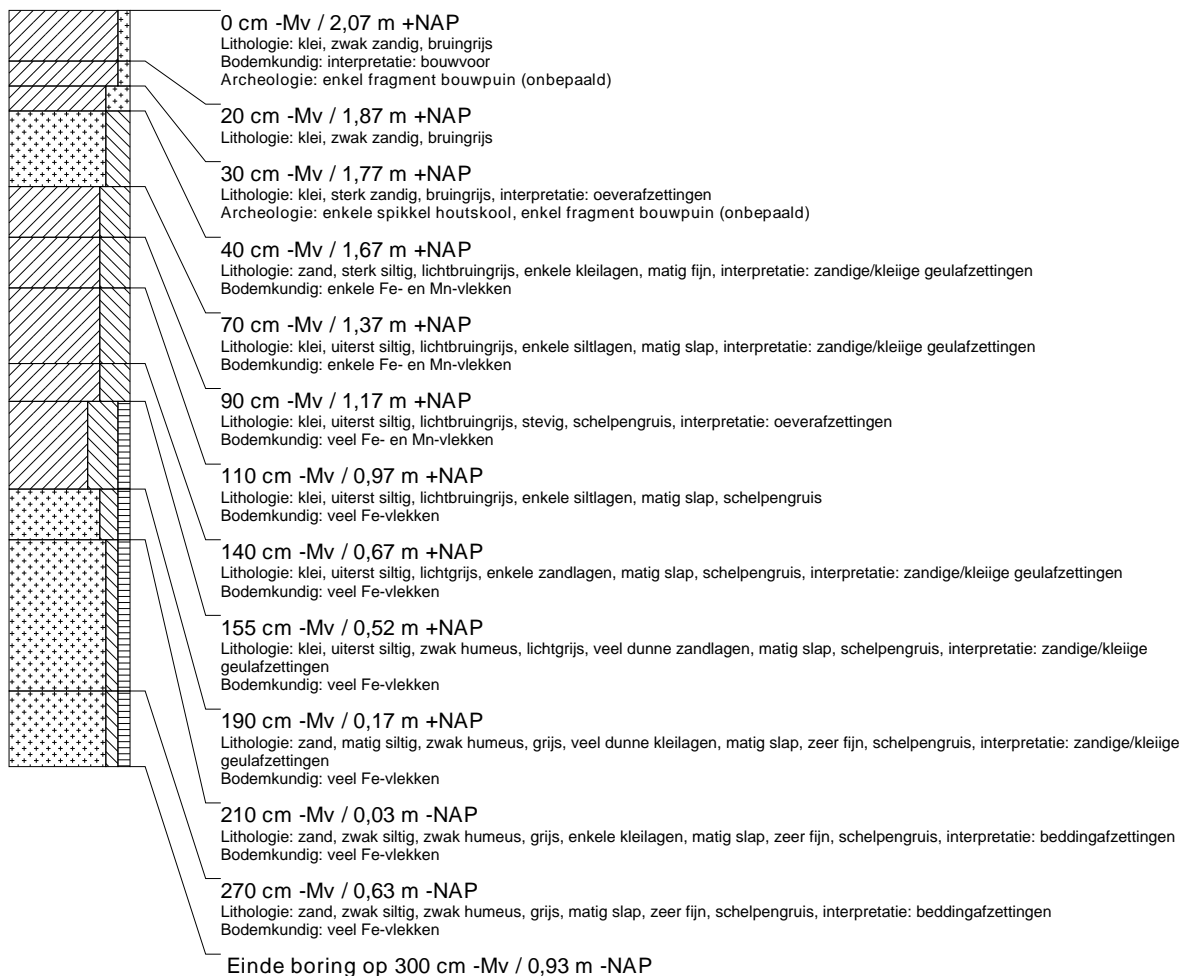 0 cm -Mv / 2,07 m +NAP
Lithologie: klei, zwak zandig, bruingrijs
Bodemkundig: interpretatie: bouwvoor
Archeologie: enkel fragment bouwpuin (onbepaald)
20 cm -Mv / 1,87 m +NAP
Lithologie: klei, zwak zandig, bruingrijs
30 cm -Mv / 1,77 m +NAP
Lithologie: klei, sterk zandig, bruingrijs, interpretatie: oeverafzettingen
Archeologie: enkele spikkel houtskool, enkel fragment bouwpuin (onbepaald)
40 cm -Mv / 1,67 m +NAP
Lithologie: zand, sterk siltig, lichtbruingrijs, enkele kleilagen, matig fijn, interpretatie: zandige/kleiige geulafzettingen
Bodemkundig: enkele Fe- en Mn-vlekken
70 cm -Mv / 1,37 m +NAP
Lithologie: klei, uiterst siltig, lichtbruingrijs, enkele siltlagen, matig slap, interpretatie: zandige/kleiige geulafzettingen
Bodemkundig: enkele Fe- en Mn-vlekken
90 cm -Mv / 1,17 m +NAP
Lithologie: klei, uiterst siltig, lichtbruingrijs, stevig, schelpengruis, interpretatie: oeverafzettingen
Bodemkundig: veel Fe- en Mn-vlekken
110 cm -Mv / 0,97 m +NAP
Lithologie: klei, uiterst siltig, lichtbruingrijs, enkele siltlagen, matig slap, schelpengruis
Bodemkundig: veel Fe-vlekken
140 cm -Mv / 0,67 m +NAP
Lithologie: klei, uiterst siltig, lichtgrijs, enkele zandlagen, matig slap, schelpengruis, interpretatie: zandige/kleiige geulafzettingen
Bodemkundig: veel Fe-vlekken
155 cm -Mv / 0,52 m +NAP
Lithologie: klei, uiterst siltig, zwak humeus, lichtgrijs, veel dunne zandlagen, matig slap, schelpengruis, interpretatie: zandige/kleiige
geulafzettingen
Bodemkundig: veel Fe-vlekken
190 cm -Mv / 0,17 m +NAP
Lithologie: zand, matig siltig, zwak humeus, grijs, veel dunne kleilagen, matig slap, zeer fijn, schelpengruis, interpretatie: zandige/kleiige
geulafzettingen
Bodemkundig: veel Fe-vlekken
210 cm -Mv / 0,03 m -NAP
Lithologie: zand, zwak siltig, zwak humeus, grijs, enkele kleilagen, matig slap, zeer fijn, schelpengruis, interpretatie: beddingafzettingen
Bodemkundig: veel Fe-vlekken
270 cm -Mv / 0,63 m -NAP
Lithologie: zand, zwak siltig, zwak humeus, grijs, matig slap, zeer fijn, schelpengruis, interpretatie: beddingafzettingen
Bodemkundig: veel Fe-vlekken
Einde boring op 300 cm -Mv / 0,93 m -NAP